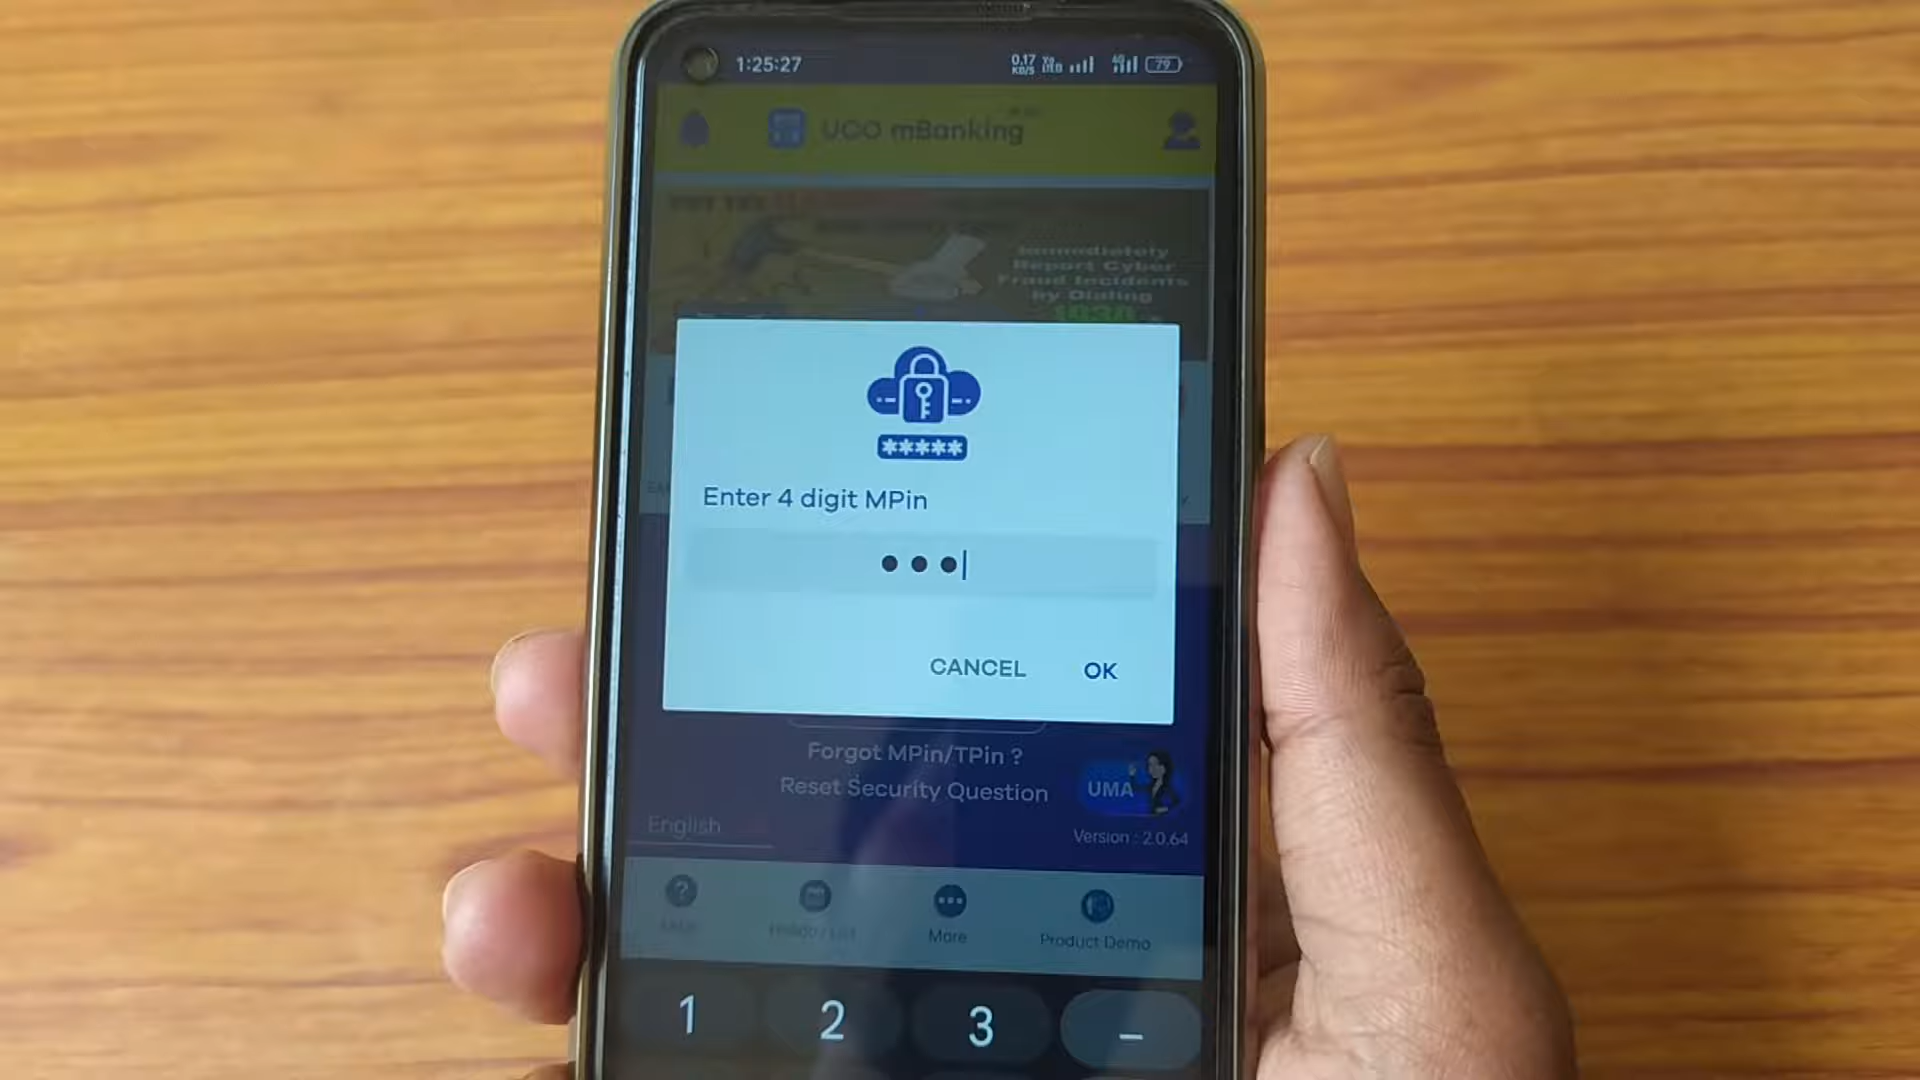 1:25:27
0.17 KB/S
4G
79
UCO mBanking
Immediately
Report Cyber
Fraud Incidents
by Dialing
1930
*****
Enter 4 digit MPin
CANCEL OK
Forgot MPin/TPin ?
Reset Security Question
UMA
English
Version : 2.0.64
More
Product Demo
1 2 3 _